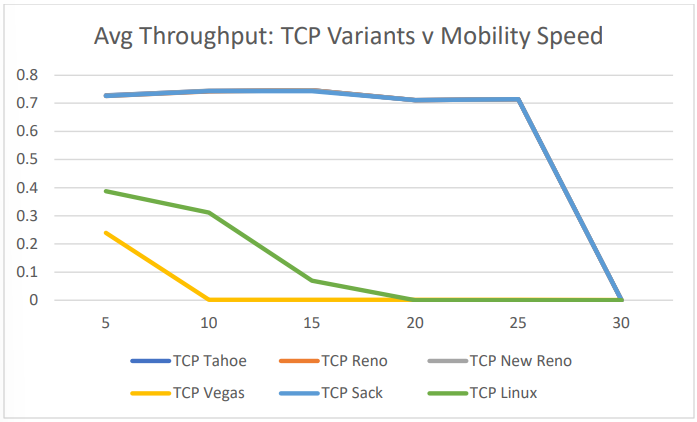 Avg Throughput: TCP Variants v Mobility Speed
0.8
0.7
0.6
0.5
0.4
0.3
0.2
0.1
0
5 10 15 20 25 30
TCP Tahoe TCP Reno TCP New Reno
TCP Vegas TCP Sack TCP Linux